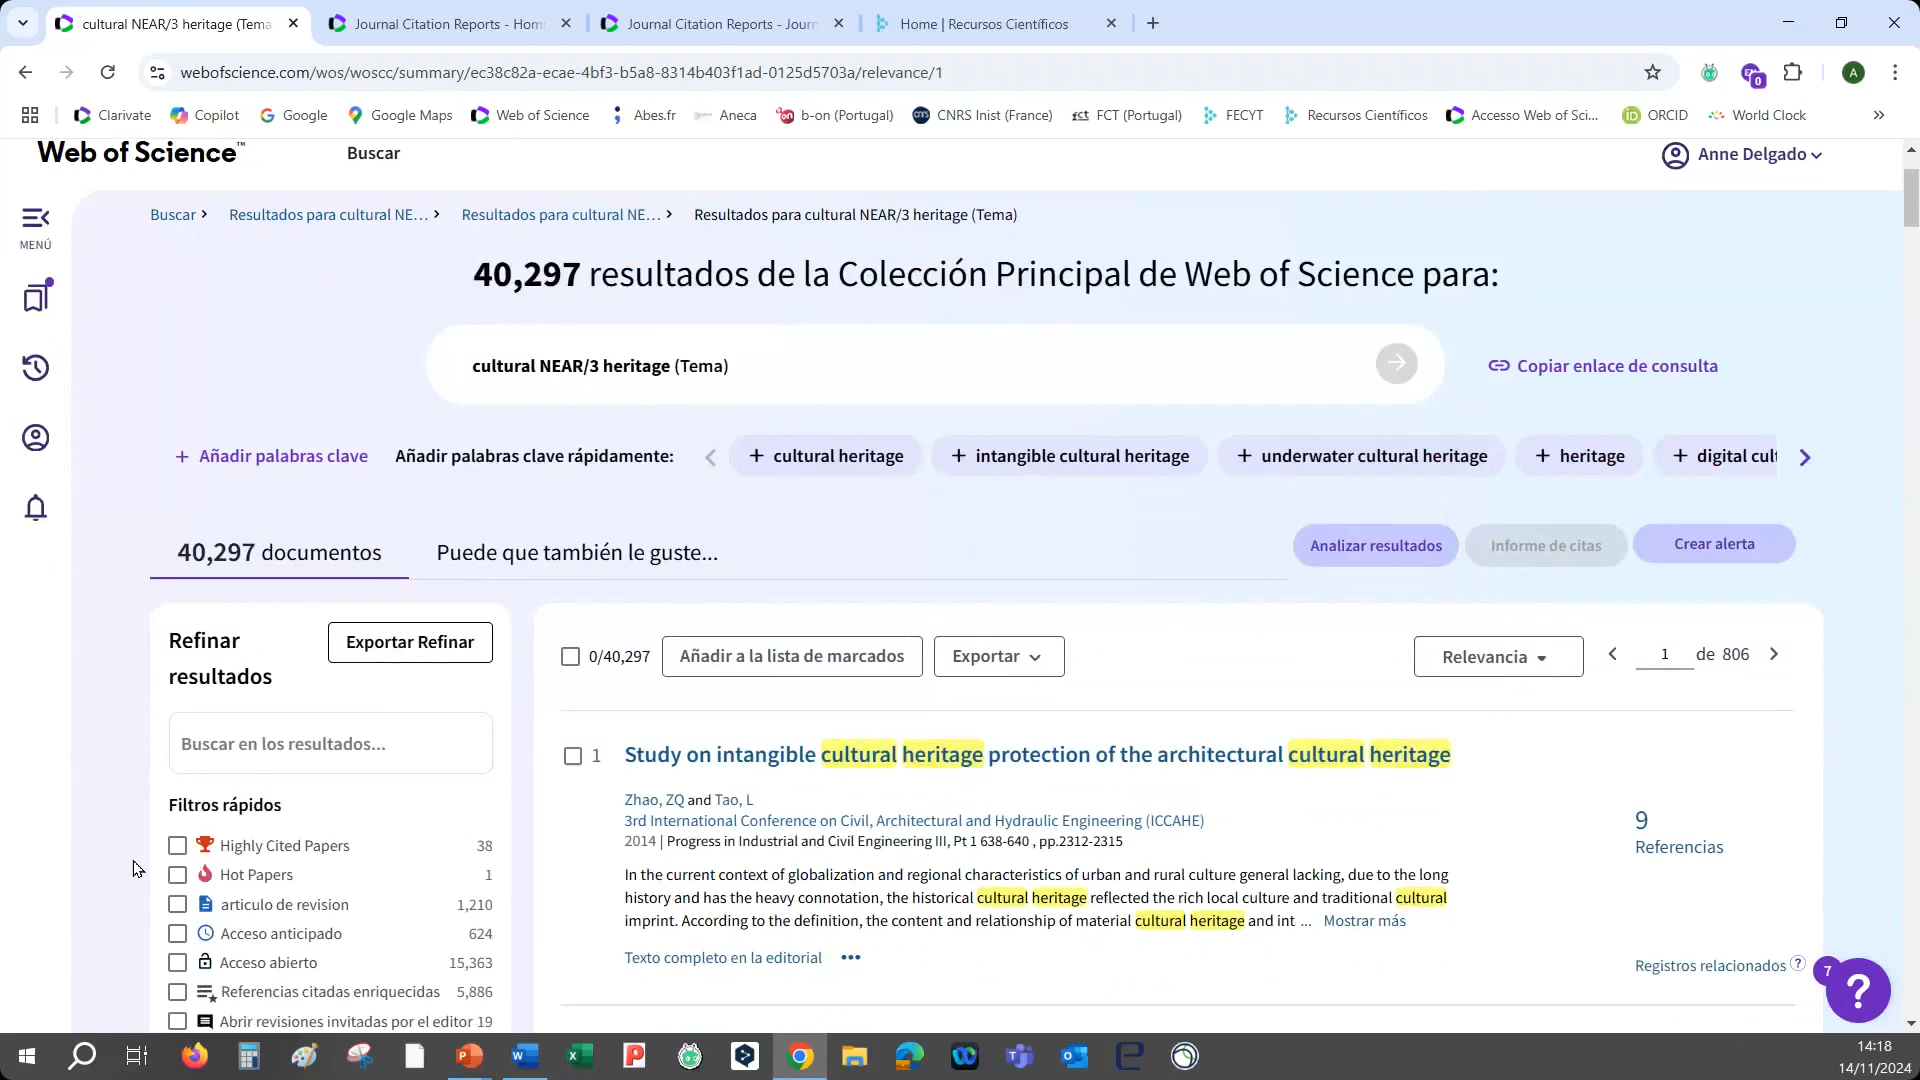 cultural NEAR/3 heritage (Tema
Journal Citation Reports - Hom
Journal Citation Reports - Jour
Home | Recursos Científicos
webofscience.com/wos/woscc/summary/ec38c82a-ecae-4bf3-b5a8-8314b403f1ad-0125d5703a/relevance/1
0
A
Clarivate
Copilot
Google
Google Maps
Web of Science
Abes.fr
Aneca
b-on (Portugal)
CNRS Inist (France)
FCT (Portugal)
FECYT
Recursos Científicos
Acceso Web of Sci...
ORCID
World Clock
Web of Science™
Buscar
Anne Delgado
MENÚ
Buscar
Resultados para cultural NE...
Resultados para cultural NE...
Resultados para cultural NEAR/3 heritage (Tema)
40,297 resultados de la Colección Principal de Web of Science para:
cultural NEAR/3 heritage (Tema)
Copiar enlace de consulta
+ Añadir palabras clave
Añadir palabras clave rápidamente:
+ cultural heritage
+ intangible cultural heritage
+ underwater cultural heritage
+ heritage
+ digital cult
40,297 documentos
Puede que también le guste...
Analizar resultados
Informe de citas
Crear alerta
Refinar resultados
Exportar Refinar
Buscar en los resultados...
Filtros rápidos
Highly Cited Papers 38
Hot Papers 1
articulo de revision 1,210
Acceso anticipado 624
Acceso abierto 15,363
Referencias citadas enriquecidas 5,886
Abrir revisiones invitadas por el editor 19
0/40,297
Añadir a la lista de marcados
Exportar
Relevancia
1 de 806
1
Study on intangible cultural heritage protection of the architectural cultural heritage
Zhao, ZQ and Tao, L
3rd International Conference on Civil, Architectural and Hydraulic Engineering (ICCAHE)
2014 | Progress in Industrial and Civil Engineering III, Pt 1 638-640 , pp.2312-2315
In the current context of globalization and regional characteristics of urban and rural culture general lacking, due to the long
history and has the heavy connotation, the historical cultural heritage reflected the rich local culture and traditional cultural
imprint. According to the definition, the content and relationship of material cultural heritage and int ... Mostrar más
Texto completo en la editorial
9
Referencias
Registros relacionados ?
7
?
14:18
14/11/2024